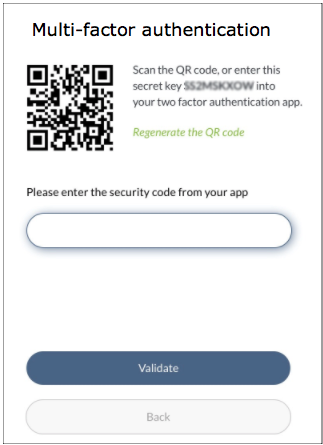 Multi-factor authentication
Scan the QR code, or enter this
secret key into
your two factor authentication app.
Regenerate the QR code
Please enter the security code from your app
Validate
Back